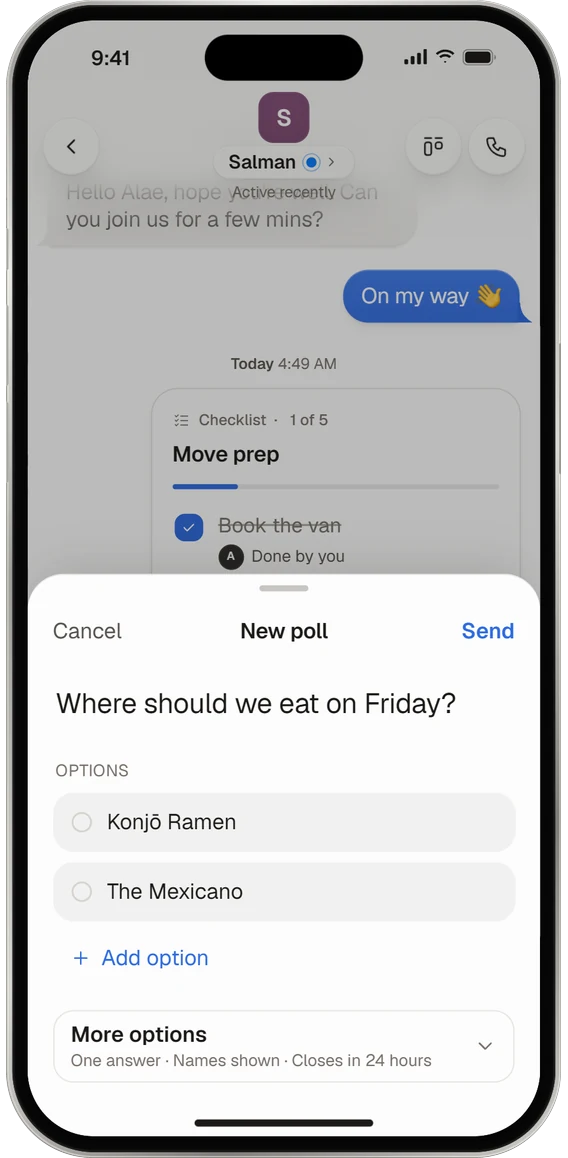 9:41
S
Salman
Active recently
Hello Alae, hope you're well. Can
you join us for a few mins?
On my way 👋
Today 4:49 AM
Checklist · 1 of 5
Move prep
Book the van
A Done by you
Cancel New poll Send
Where should we eat on Friday?
OPTIONS
Konjō Ramen
The Mexicano
+ Add option
More options
One answer · Names shown · Closes in 24 hours